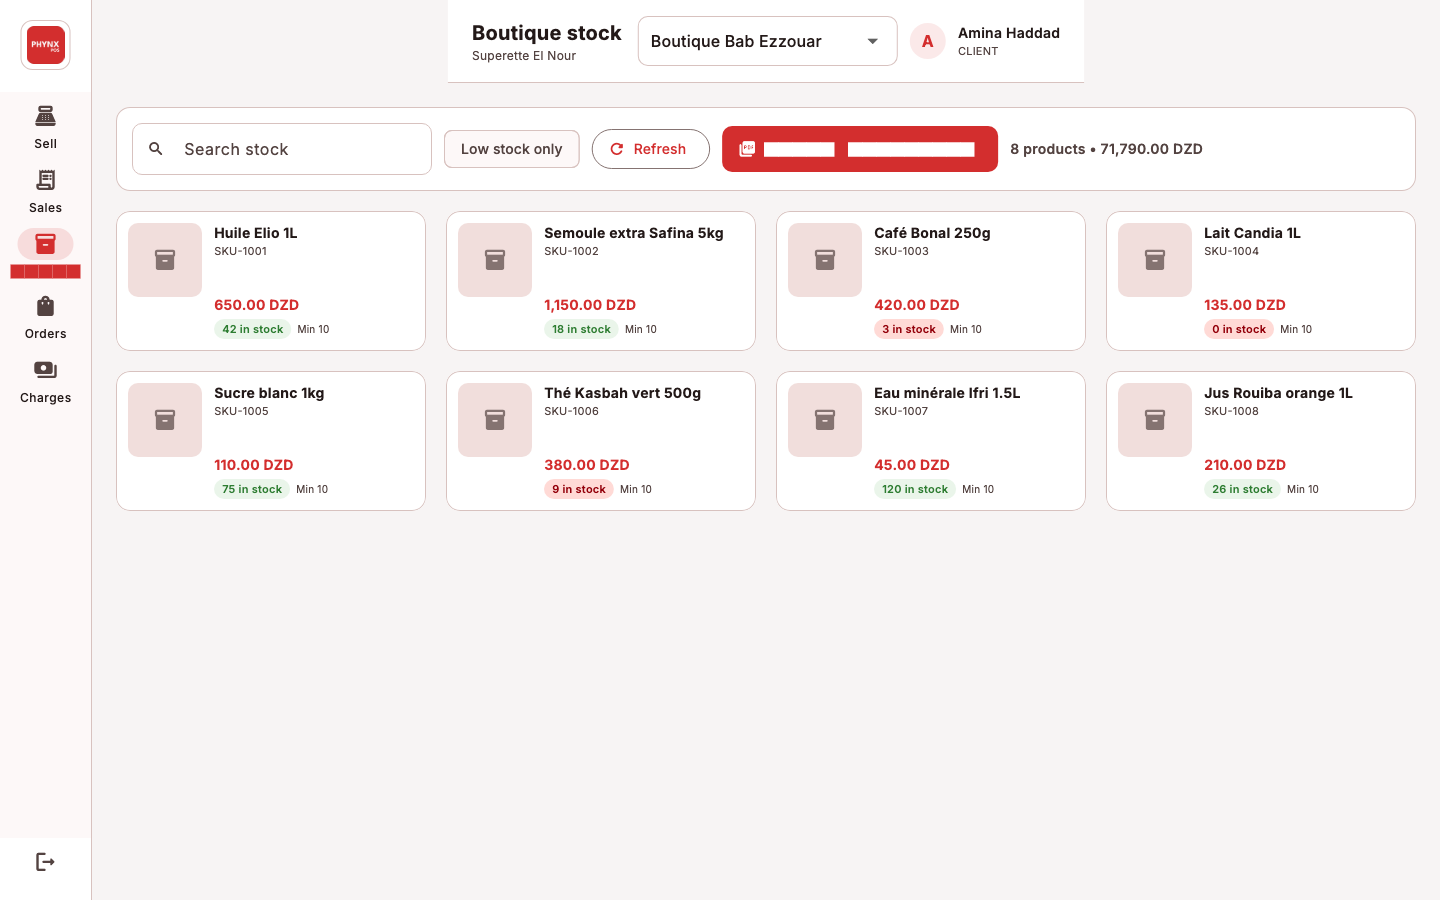 PHYNX
POS
Boutique stock
Superette El Nour
Boutique Bab Ezzouar
A
Amina Haddad
CLIENT
Sell
Sales
Orders
Charges
Search stock
Low stock only
Refresh
PDF
8 products • 71,790.00 DZD
Huile Elio 1L
SKU-1001
650.00 DZD
42 in stock
Min 10
Semoule extra Safina 5kg
SKU-1002
1,150.00 DZD
18 in stock
Min 10
Café Bonal 250g
SKU-1003
420.00 DZD
3 in stock
Min 10
Lait Candia 1L
SKU-1004
135.00 DZD
0 in stock
Min 10
Sucre blanc 1kg
SKU-1005
110.00 DZD
75 in stock
Min 10
Thé Kasbah vert 500g
SKU-1006
380.00 DZD
9 in stock
Min 10
Eau minérale Ifri 1.5L
SKU-1007
45.00 DZD
120 in stock
Min 10
Jus Rouiba orange 1L
SKU-1008
210.00 DZD
26 in stock
Min 10